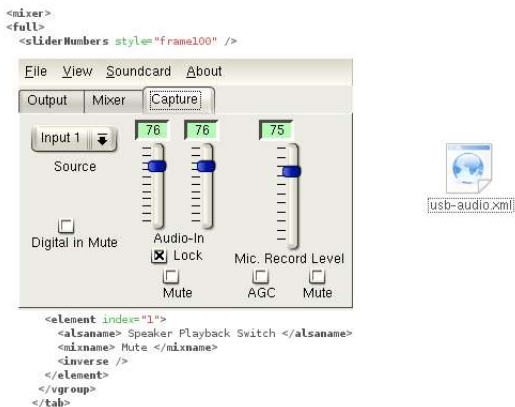 <mixer>
<full>
<sliderNumbers style="frame100" />
File View Soundcard About
Output Mixer Capture
Input 1 76 76 75
Source
Digital in Mute
Audio-In
Lock
Mic. Record Level
Mute AGC Mute
usb-audio.xml
<element index="1">
<alsaname> Speaker Playback Switch </alsaname>
<mixname> Mute </mixname>
<inverse />
</element>
</vgroup>
</tab>